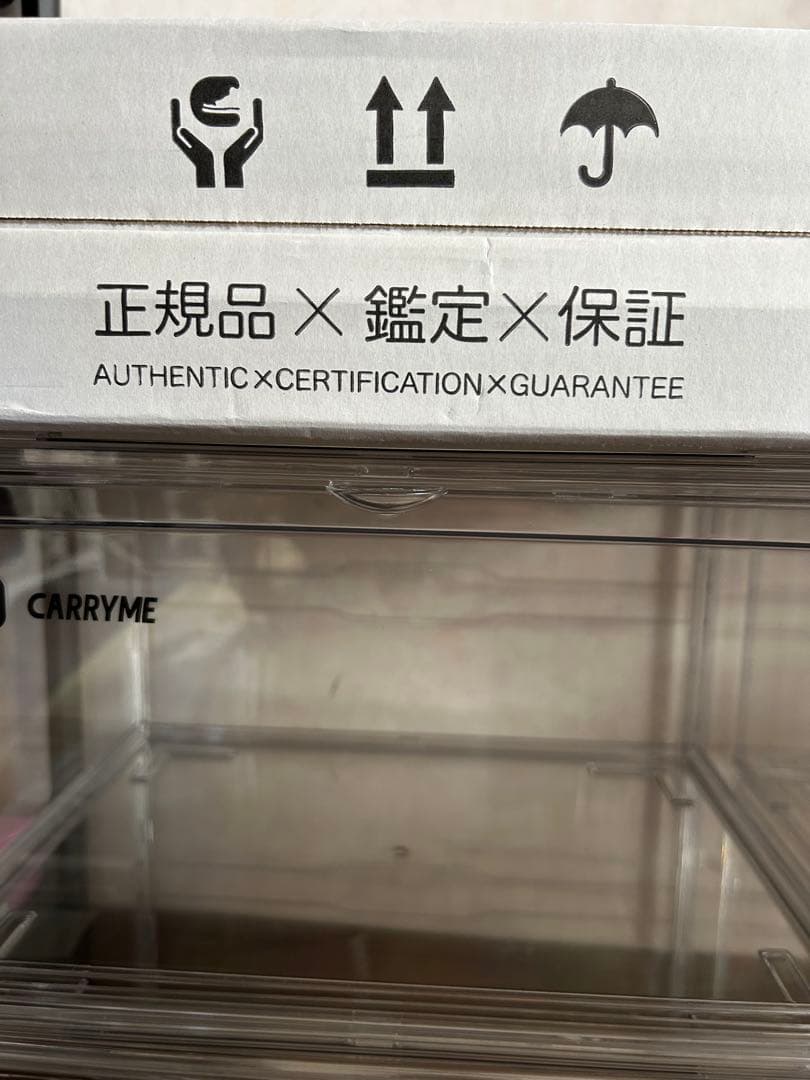 正規品×鑑定×保証
AUTHENTIC×CERTIFICATION×GUARANTEE
CARRYME